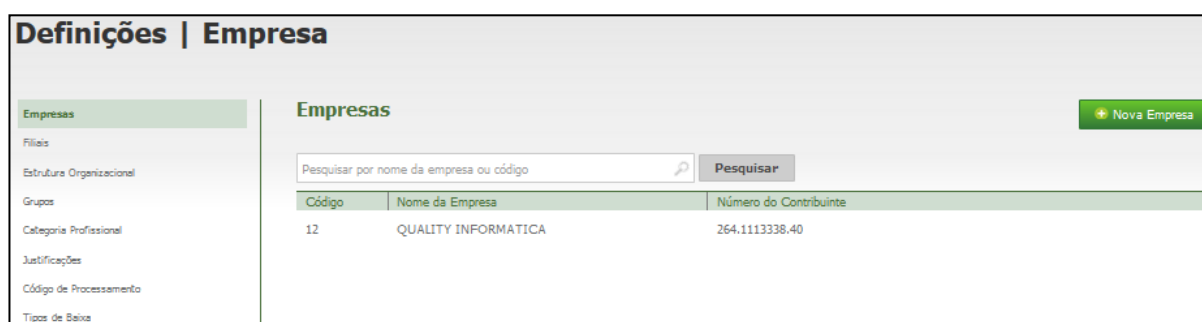 Definições | Empresa
Empresas
Filiais
Estrutura Organizacional
Grupos
Categoria Profissional
Justificações
Código de Processamento
Tipos de Baixa
Empresas
Nova Empresa
Pesquisar por nome da empresa ou código
Pesquisar
Código Nome da Empresa Número do Contribuinte
12 QUALITY INFORMATICA 264.1113338.40